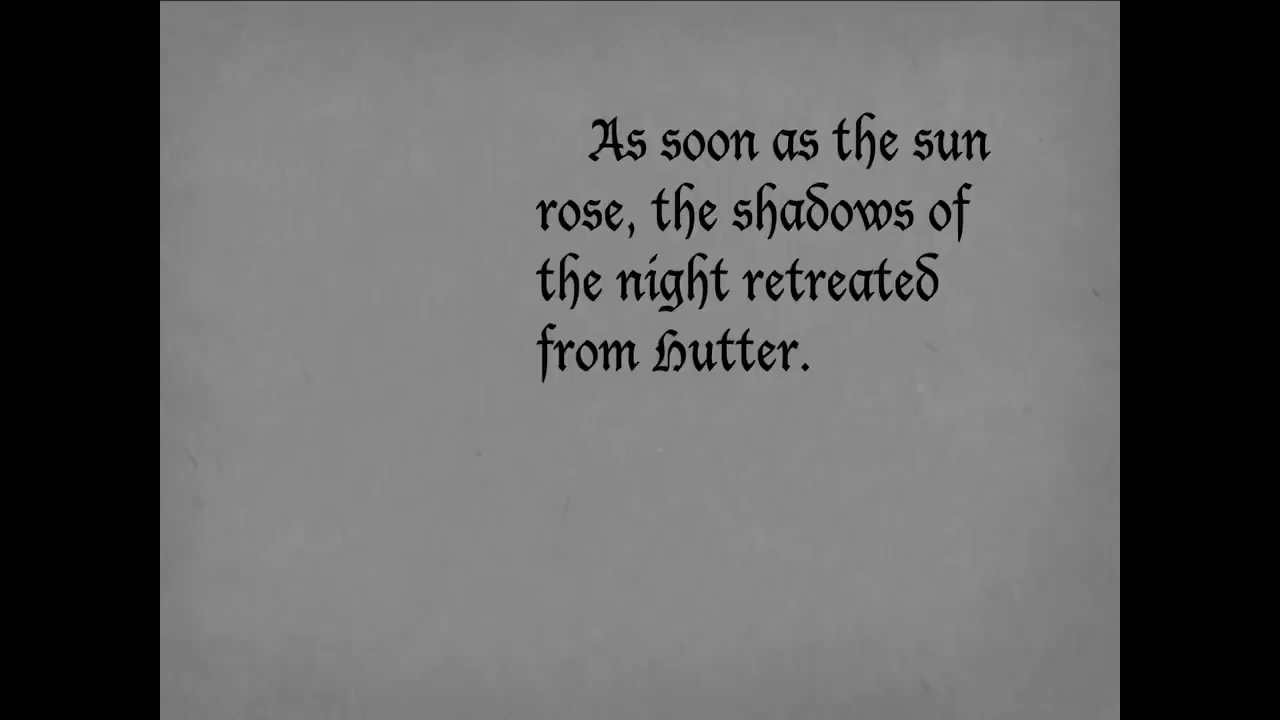 As soon as the sun
rose, the shadows of
the night retreated
from Hutter.